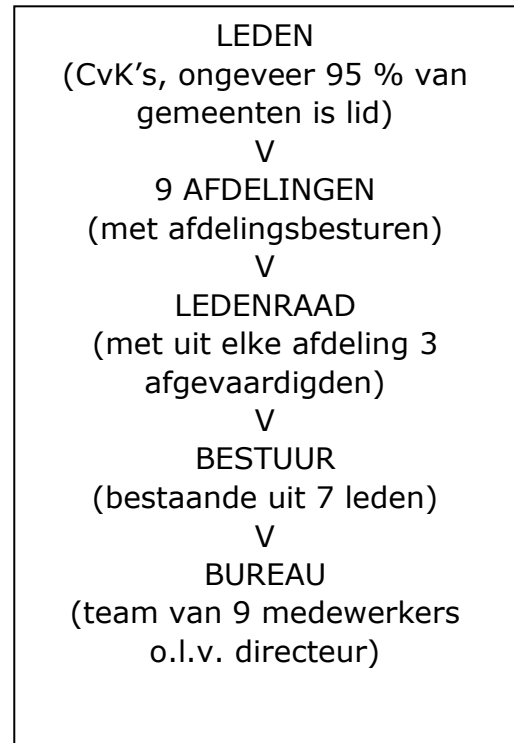 LEDEN
(CvK's, ongeveer 95 % van
gemeenten is lid)
V
9 AFDELINGEN
(met afdelingsbesturen)
V
LEDENRAAD
(met uit elke afdeling 3
afgevaardigden)
V
BESTUUR
(bestaande uit 7 leden)
V
BUREAU
(team van 9 medewerkers
o.l.v. directeur)